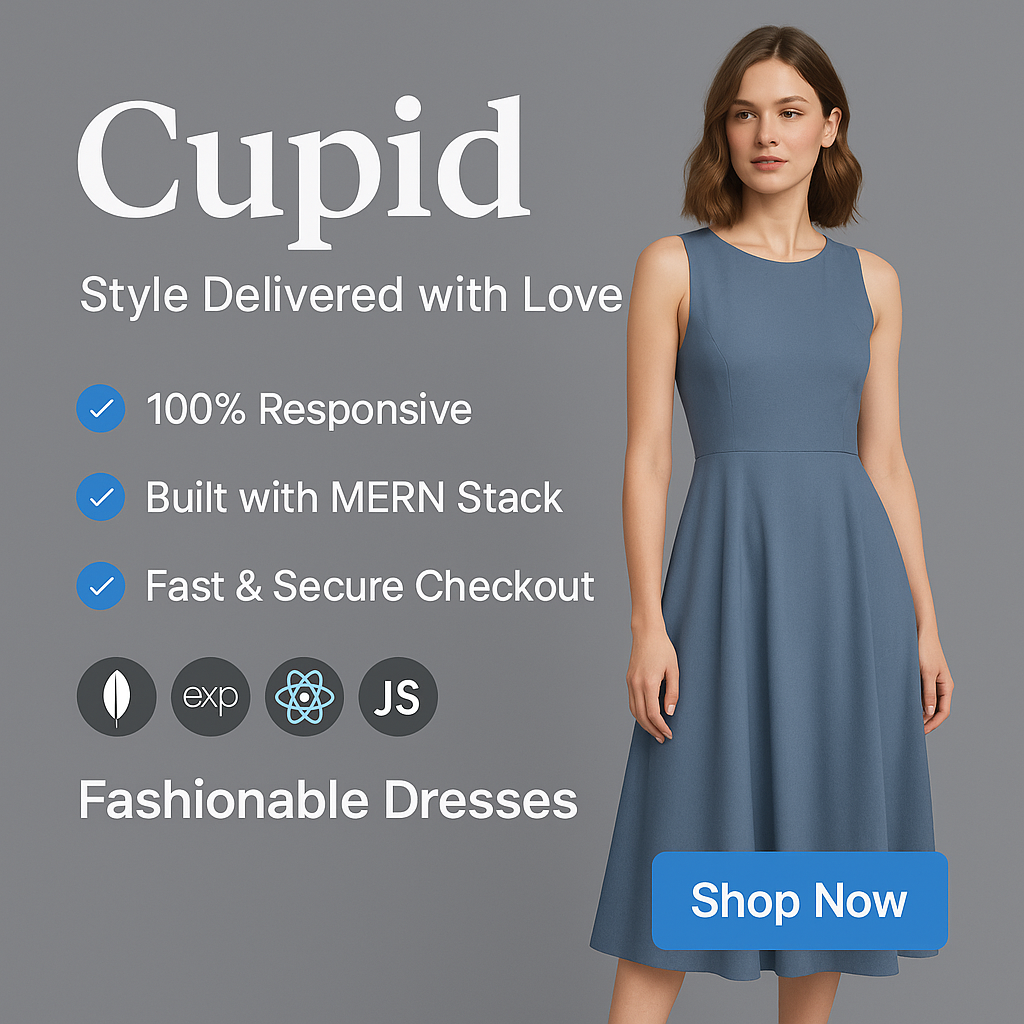 Cupid
Style Delivered with Love
100% Responsive
Built with MERN Stack
Fast & Secure Checkout
exp
JS
Fashionable Dresses
Shop Now